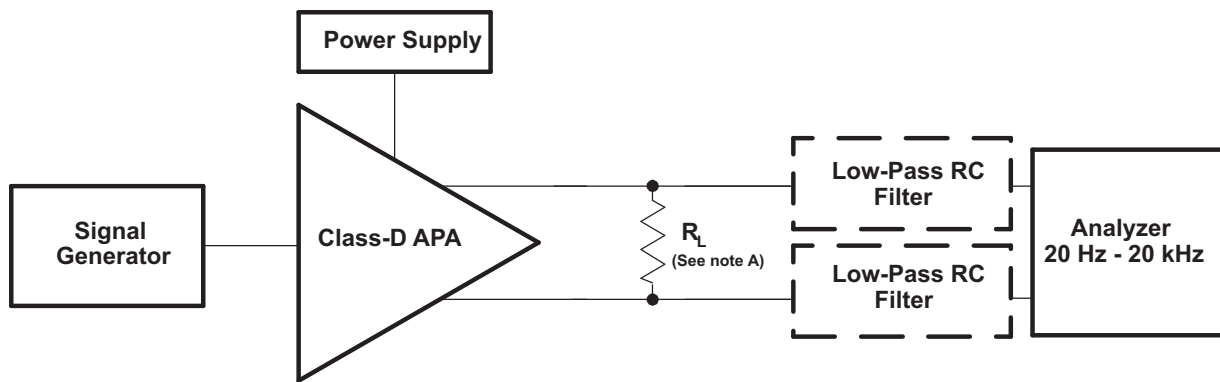 Power Supply
Signal
Generator
Class-D APA
R_L
(See note A)
Low-Pass RC
Filter
Low-Pass RC
Filter
Analyzer
20 Hz - 20 kHz